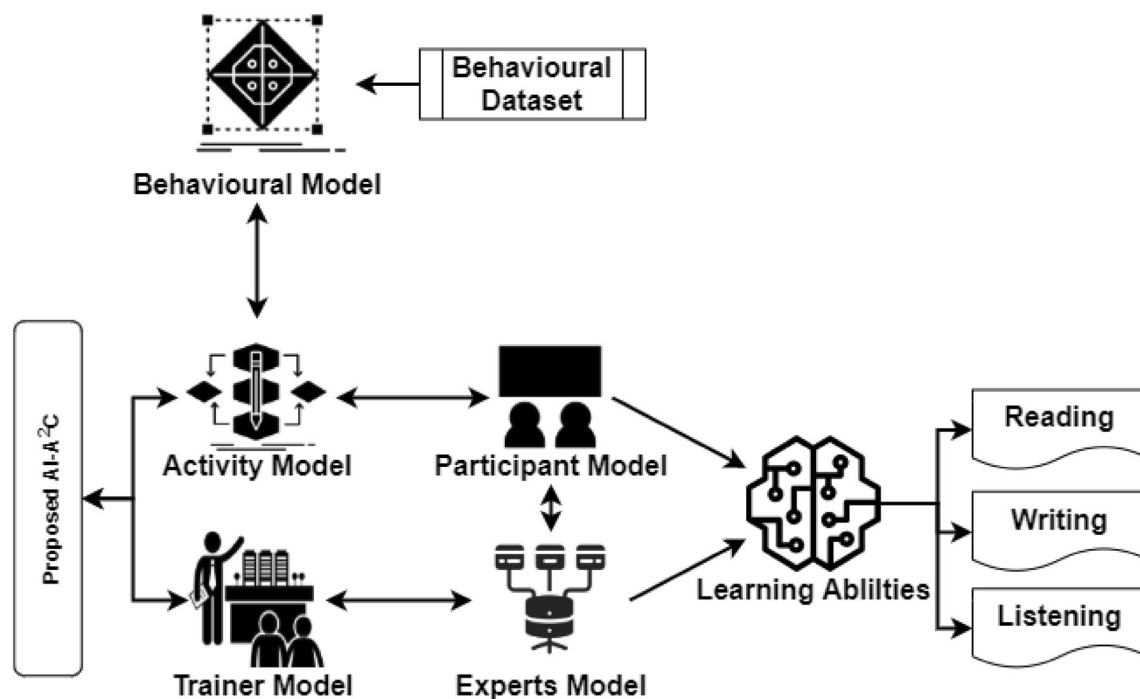 Behavioural
Dataset
Behavioural Model
Proposed AI-A²C
Activity Model
Participant Model
Trainer Model
Experts Model
Learning Ablilties
Reading
Writing
Listening